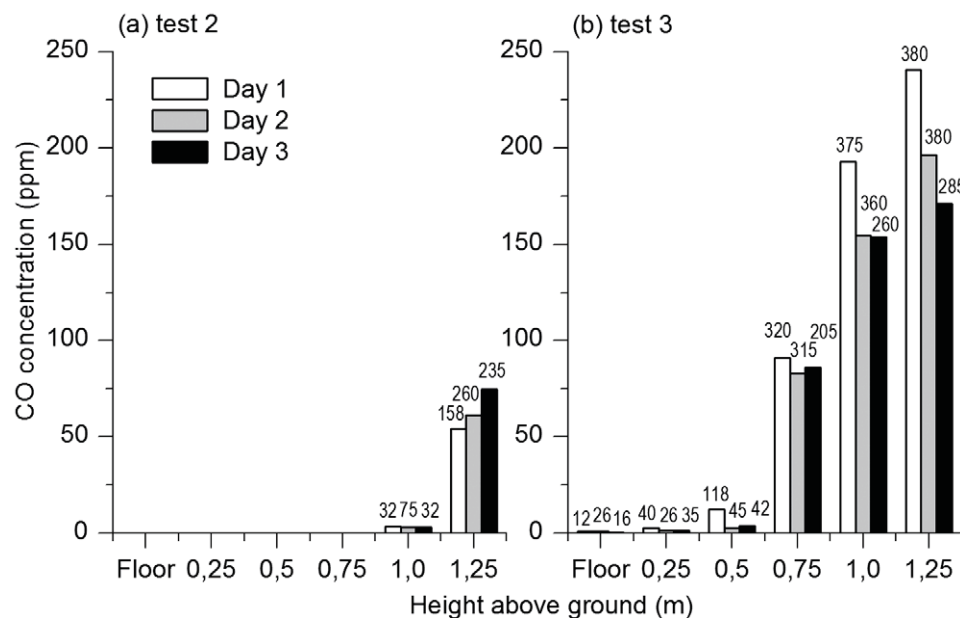 (a) test 2
(b) test 3
CO concentration (ppm)
250
200
150
100
50
0
Day 1
Day 2
Day 3
32 75 32
158 260 235
Floor 0,25 0,5 0,75 1,0 1,25
250
200
150
100
50
0
12 26 16
40 26 35
118 45 42
320 315 205
375 360 260
380 380 285
Floor 0,25 0,5 0,75 1,0 1,25
Height above ground (m)